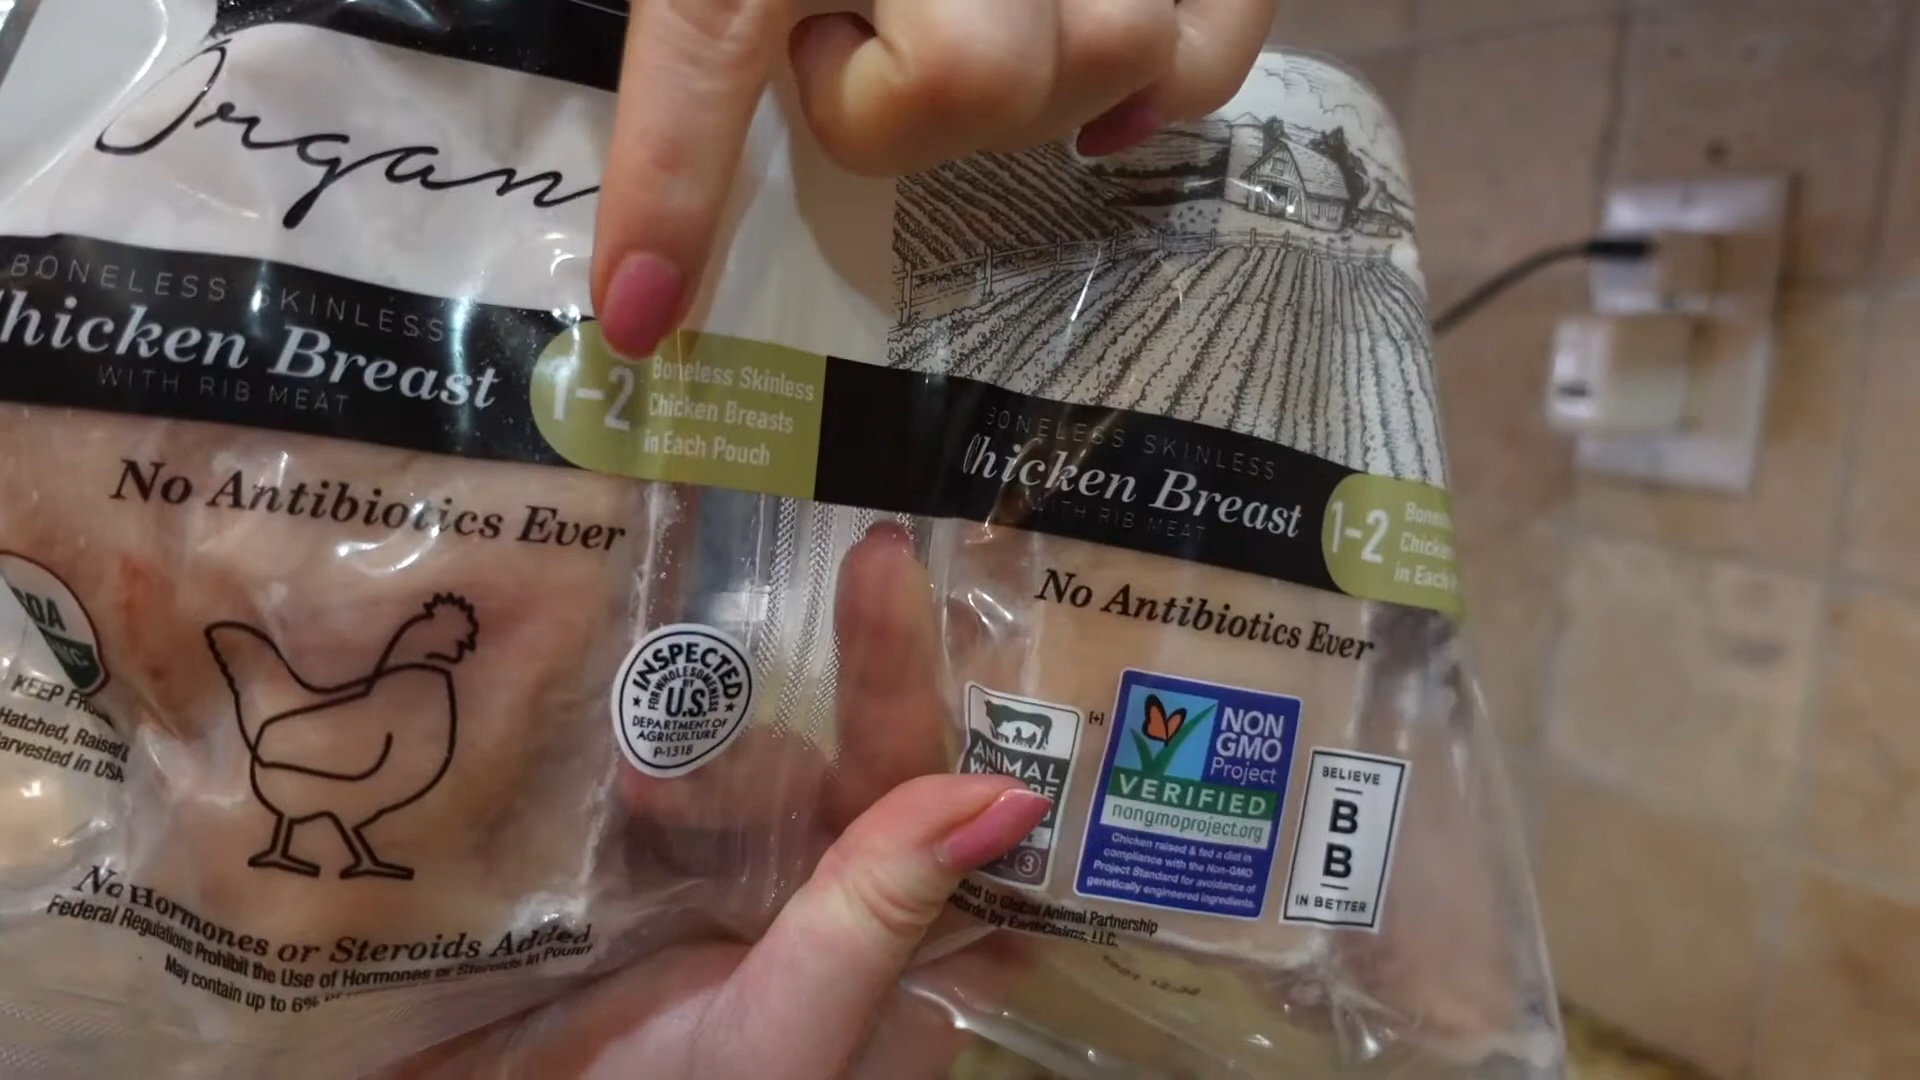 Organ
BONELESS SKINLESS
Chicken Breast
WITH RIB MEAT
1-2
Boneless Skinless
Chicken Breasts
in Each Pouch
No Antibiotics Ever
KEEP
Hatched, Raised &
Harvested in USA
INSPECTED
FOR WHOLESOMENESS
BY
U.S.
DEPARTMENT OF
AGRICULTURE
P-1318
No Hormones or Steroids Added
Federal Regulations Prohibit the Use of Hormones or Steroids in Poultry
May contain up to 6%
BONELESS SKINLESS
Chicken Breast
WITH RIB MEAT
1-2
in Each
No Antibiotics Ever
ANIMAL
3
[+]
NON
GMO
Project
VERIFIED
nongmoproject.org
Chicken raised & fed a diet in
compliance with the Non-GMO
Project Standard for avoidance of
genetically engineered ingredients.
BELIEVE
B
B
IN BETTER
to Global Animal Partnership
by EarthClaims, LLC.